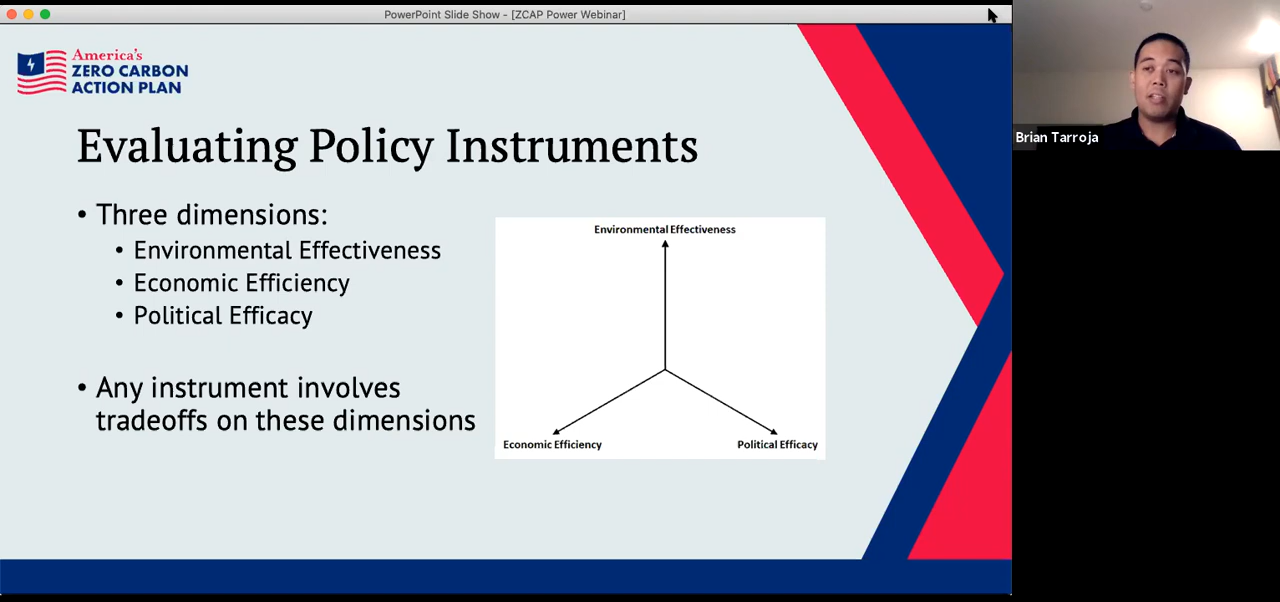 PowerPoint Slide Show - [ZCAP Power Webinar]
America's
ZERO CARBON
ACTION PLAN
Evaluating Policy Instruments
• Three dimensions:
• Environmental Effectiveness
• Economic Efficiency
• Political Efficacy
• Any instrument involves
tradeoffs on these dimensions
Environmental Effectiveness
Economic Efficiency
Political Efficacy
Brian Tarroja